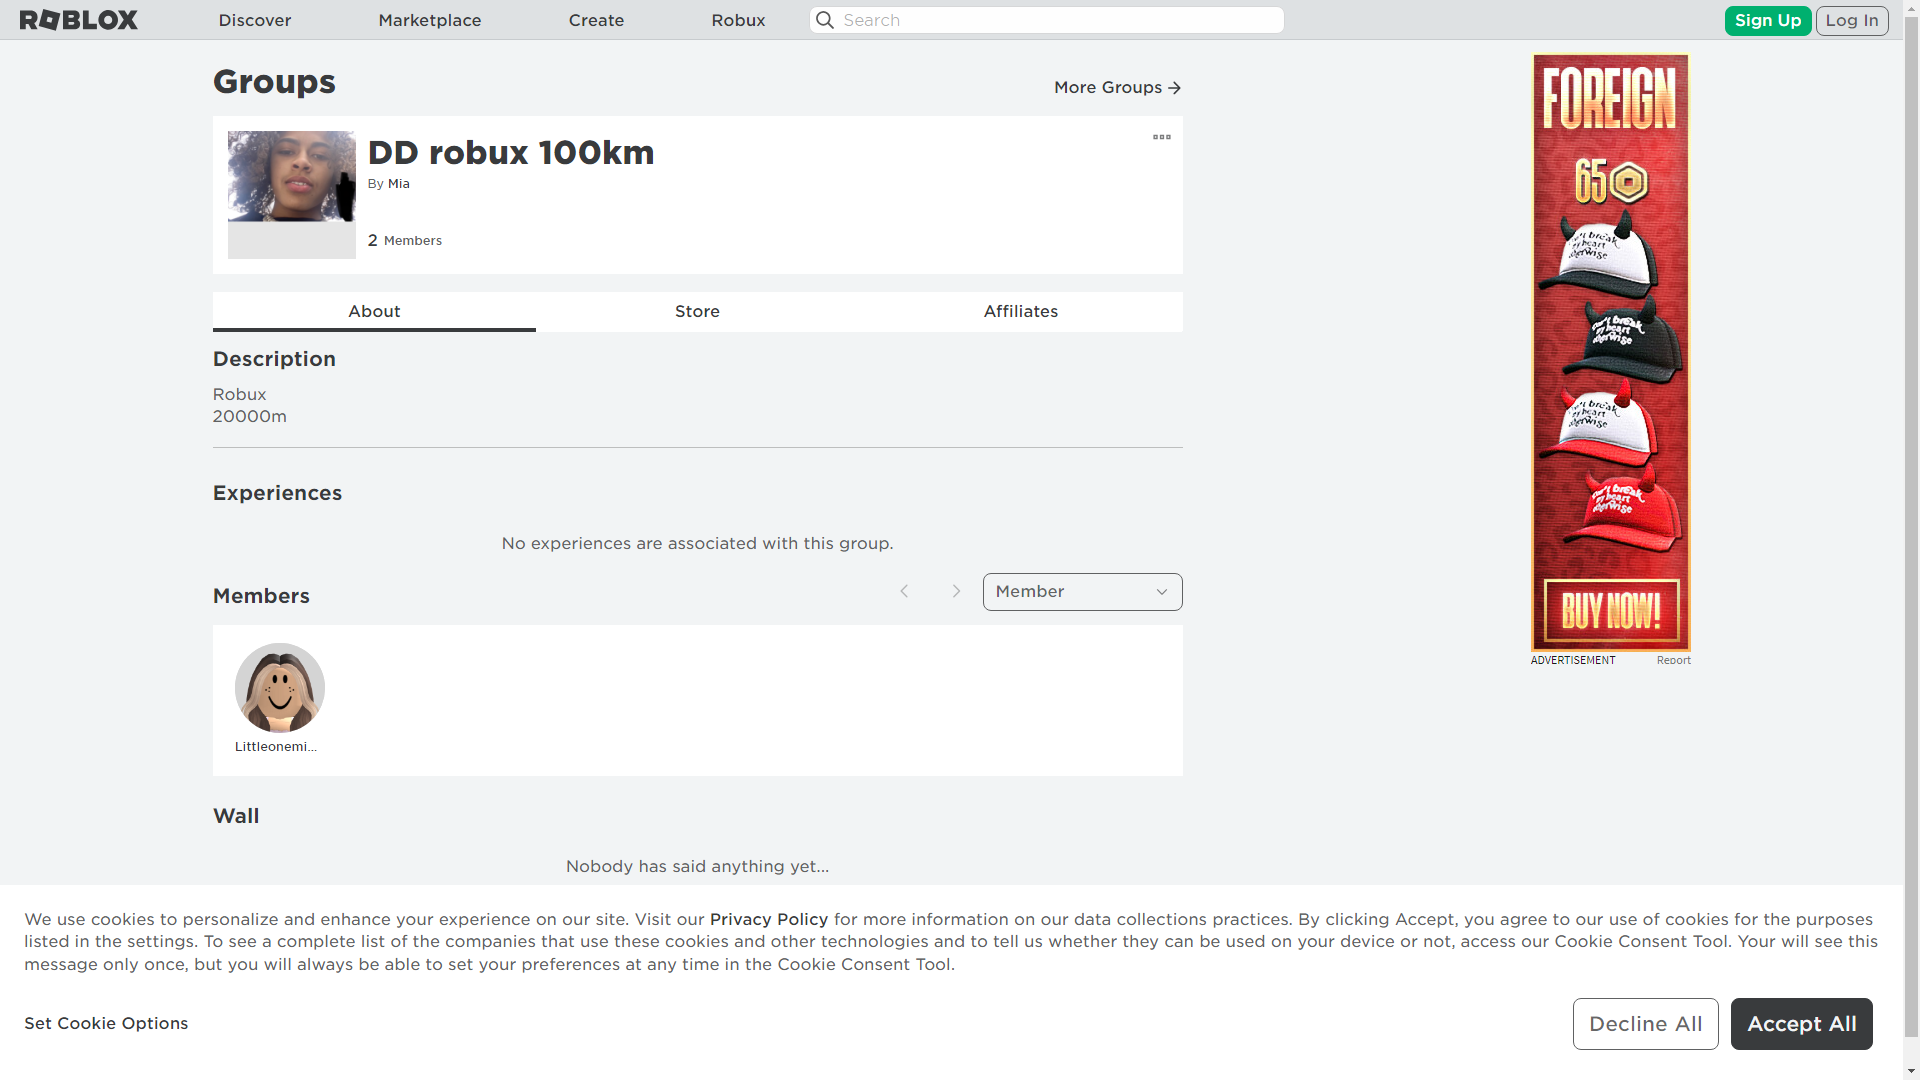 ROBLOX
Discover
Marketplace
Create
Robux
Search
Sign Up
Log In
Groups
More Groups
DD robux 100km
By Mia
2 Members
About
Store
Affiliates
Description
Robux
20000m
Experiences
No experiences are associated with this group.
Members
Member
Littleonemi...
Wall
Nobody has said anything yet...
FOREIGN
65
BUY NOW!
ADVERTISEMENT
Report
We use cookies to personalize and enhance your experience on our site. Visit our Privacy Policy for more information on our data collections practices. By clicking Accept, you agree to our use of cookies for the purposes
listed in the settings. To see a complete list of the companies that use these cookies and other technologies and to tell us whether they can be used on your device or not, access our Cookie Consent Tool. Your will see this
message only once, but you will always be able to set your preferences at any time in the Cookie Consent Tool.
Set Cookie Options
Decline All
Accept All